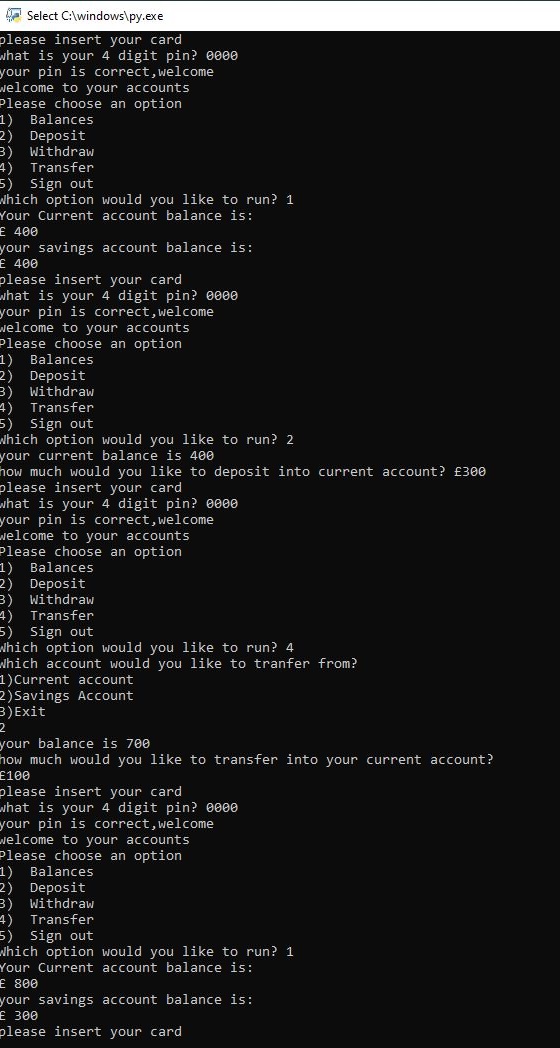 Select C:\windows\py.exe
please insert your card
what is your 4 digit pin? 0000
your pin is correct,welcome
welcome to your accounts
Please choose an option
1)  Balances
2)  Deposit
3)  Withdraw
4)  Transfer
5)  Sign out
Which option would you like to run? 1
Your Current account balance is:
£ 400
your savings account balance is:
£ 400
please insert your card
what is your 4 digit pin? 0000
your pin is correct,welcome
welcome to your accounts
Please choose an option
1)  Balances
2)  Deposit
3)  Withdraw
4)  Transfer
5)  Sign out
Which option would you like to run? 2
your current balance is 400
how much would you like to deposit into current account? £300
please insert your card
what is your 4 digit pin? 0000
your pin is correct,welcome
welcome to your accounts
Please choose an option
1)  Balances
2)  Deposit
3)  Withdraw
4)  Transfer
5)  Sign out
Which option would you like to run? 4
Which account would you like to tranfer from?
1)Current account
2)Savings Account
3)Exit
2
your balance is 700
how much would you like to transfer into your current account?
£100
please insert your card
what is your 4 digit pin? 0000
your pin is correct,welcome
welcome to your accounts
Please choose an option
1)  Balances
2)  Deposit
3)  Withdraw
4)  Transfer
5)  Sign out
Which option would you like to run? 1
Your Current account balance is:
£ 800
your savings account balance is:
£ 300
please insert your card